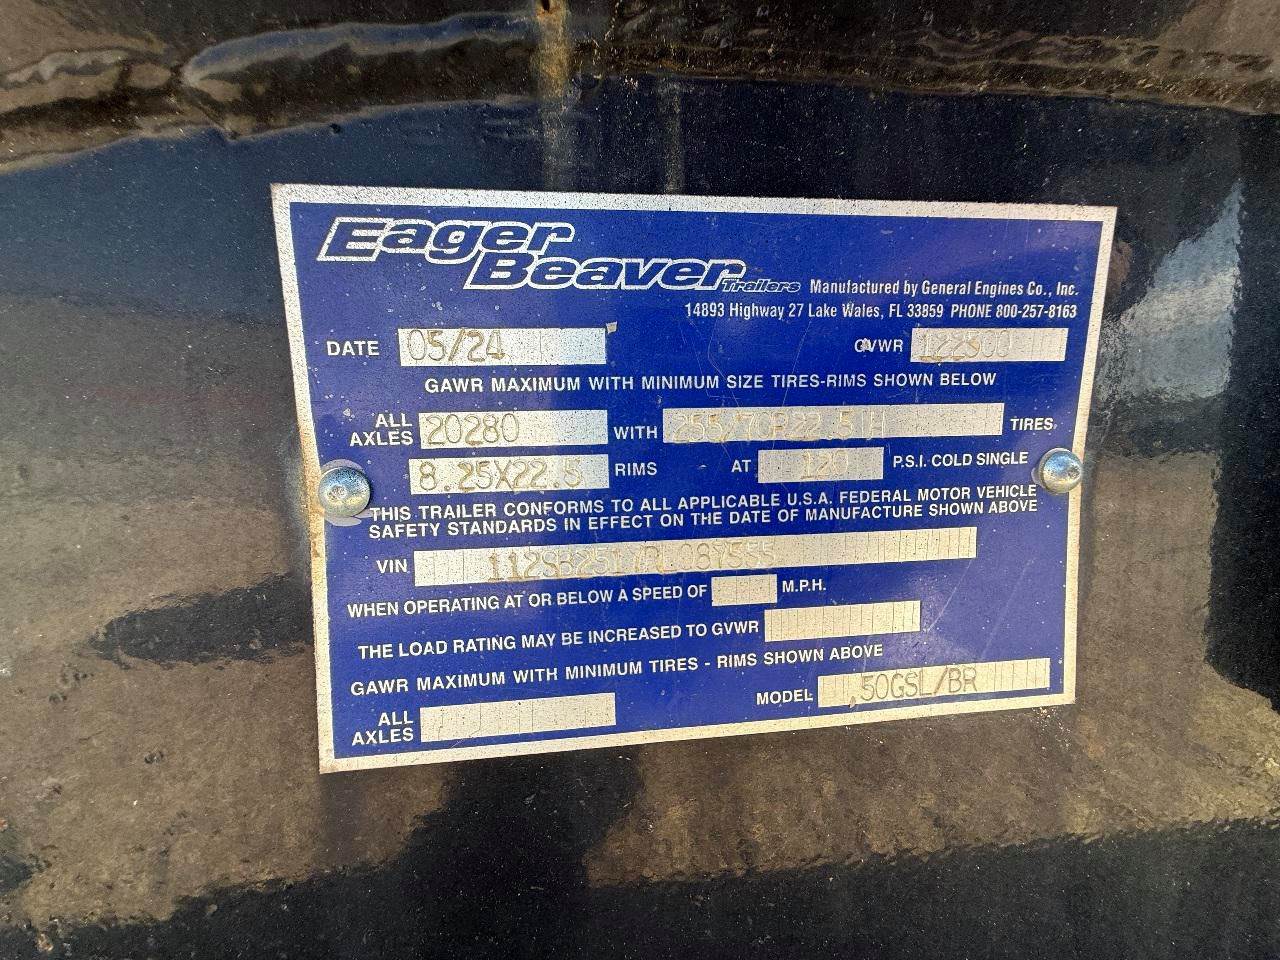 Eager
Beaver Trailers Manufactured by General Engines Co., Inc.
14893 Highway 27 Lake Wales, FL 33859 PHONE 800-257-8163
DATE 05/24 GVWR 122500
GAWR MAXIMUM WITH MINIMUM SIZE TIRES-RIMS SHOWN BELOW
ALL AXLES 20280 WITH 255/70R22.5 H TIRES
8.25X22.5 RIMS - AT 120 P.S.I. COLD SINGLE
THIS TRAILER CONFORMS TO ALL APPLICABLE U.S.A. FEDERAL MOTOR VEHICLE
SAFETY STANDARDS IN EFFECT ON THE DATE OF MANUFACTURE SHOWN ABOVE
VIN
WHEN OPERATING AT OR BELOW A SPEED OF M.P.H.
THE LOAD RATING MAY BE INCREASED TO GVWR
GAWR MAXIMUM WITH MINIMUM TIRES - RIMS SHOWN ABOVE
ALL AXLES MODEL 50GSL/BR